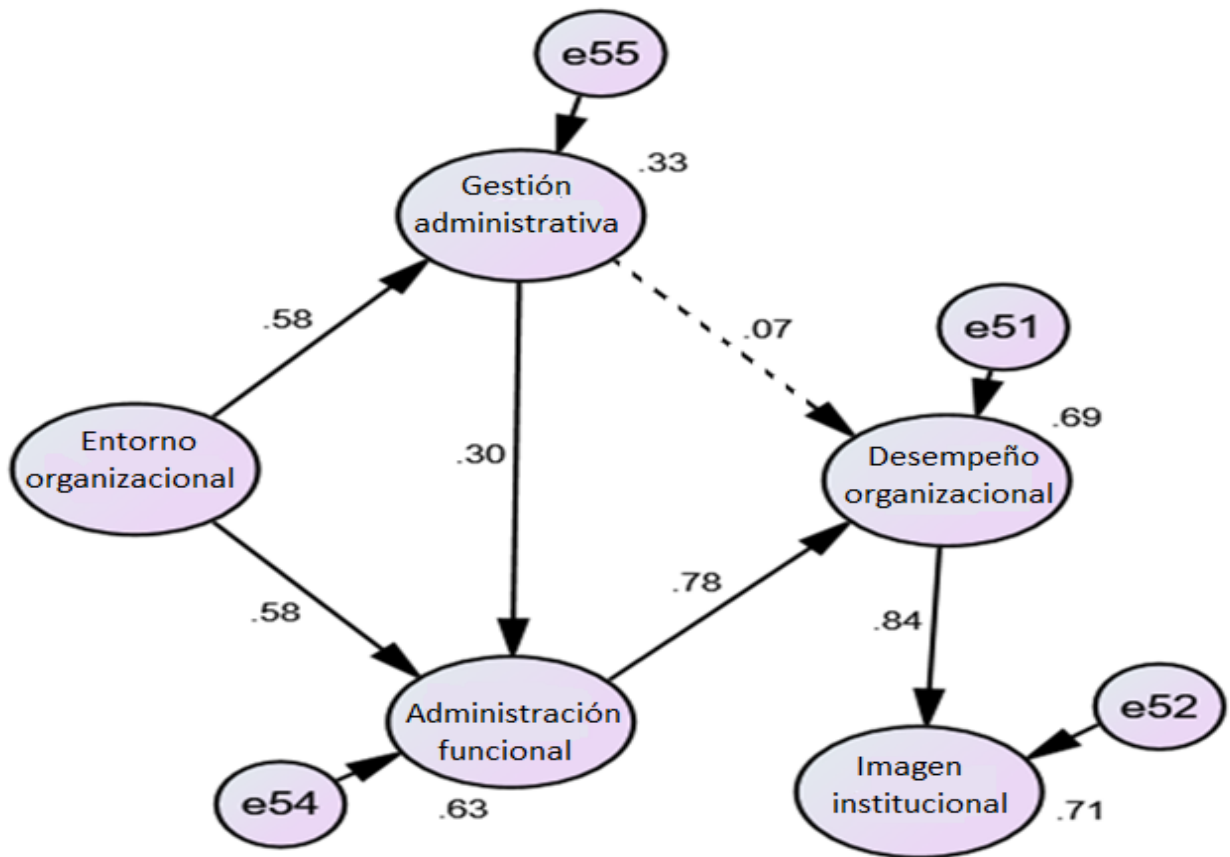 e55
.33
Gestión
administrativa
.58
.07
e51
.69
Entorno
organizacional
.30
Desempeño
organizacional
.58
.78
.84
Administración
funcional
e52
Imagen
institucional
e54
.63
.71